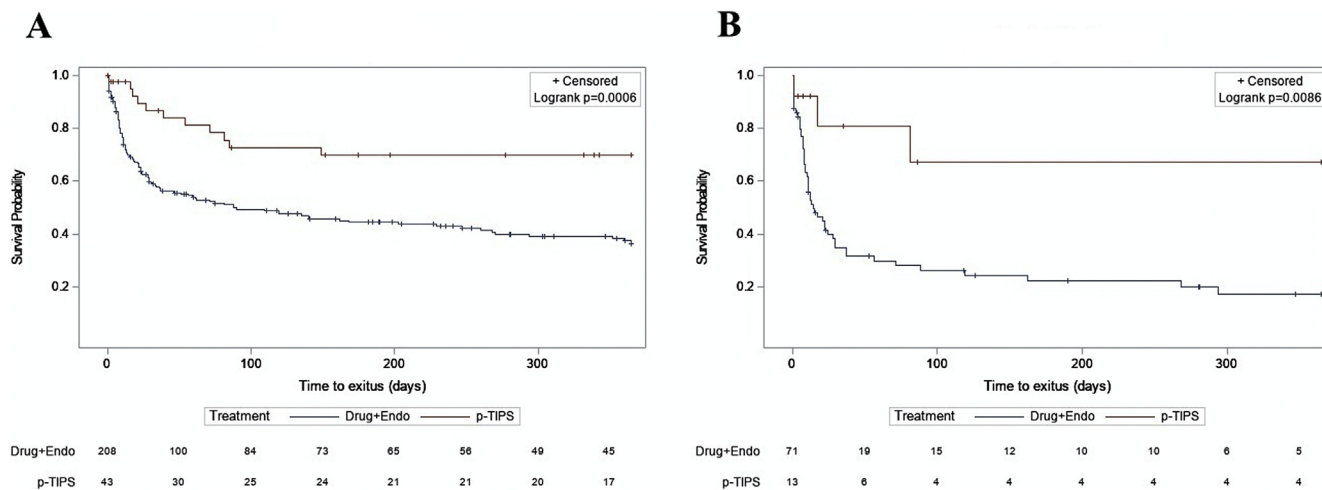 A
B
+ Censored
Logrank p=0.0006
+ Censored
Logrank p=0.0086
Survival Probability
1.0
0.8
0.6
0.4
0.2
0 100 200 300
Time to exitus (days)
Treatment Drug+Endo p-TIPS
Drug+Endo 208 100 84 73 65 56 49 45
p-TIPS 43 30 25 24 21 21 20 17
Survival Probability
1.0
0.8
0.6
0.4
0.2
0 100 200 300
Time to exitus (days)
Treatment Drug+Endo p-TIPS
Drug+Endo 71 19 15 12 10 10 6 5
p-TIPS 13 6 4 4 4 4 4 4